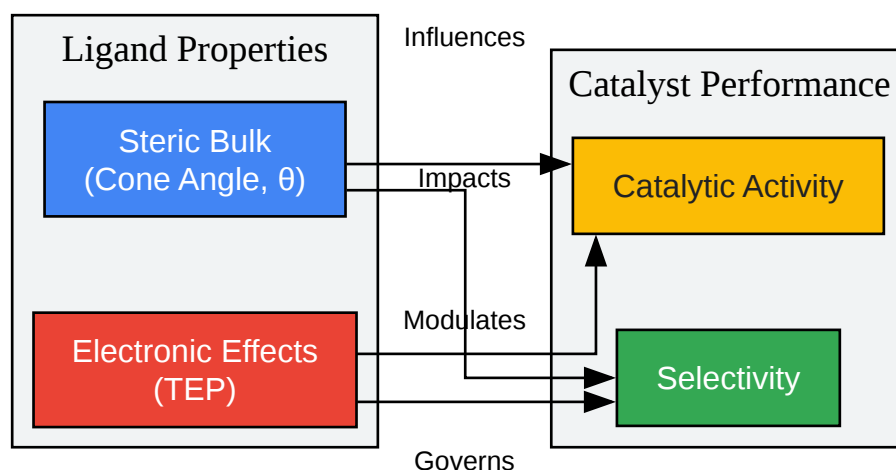 Ligand Properties
Steric Bulk
(Cone Angle, θ)
Electronic Effects
(TEP)
Influences
Impacts
Modulates
Governs
Catalyst Performance
Catalytic Activity
Selectivity